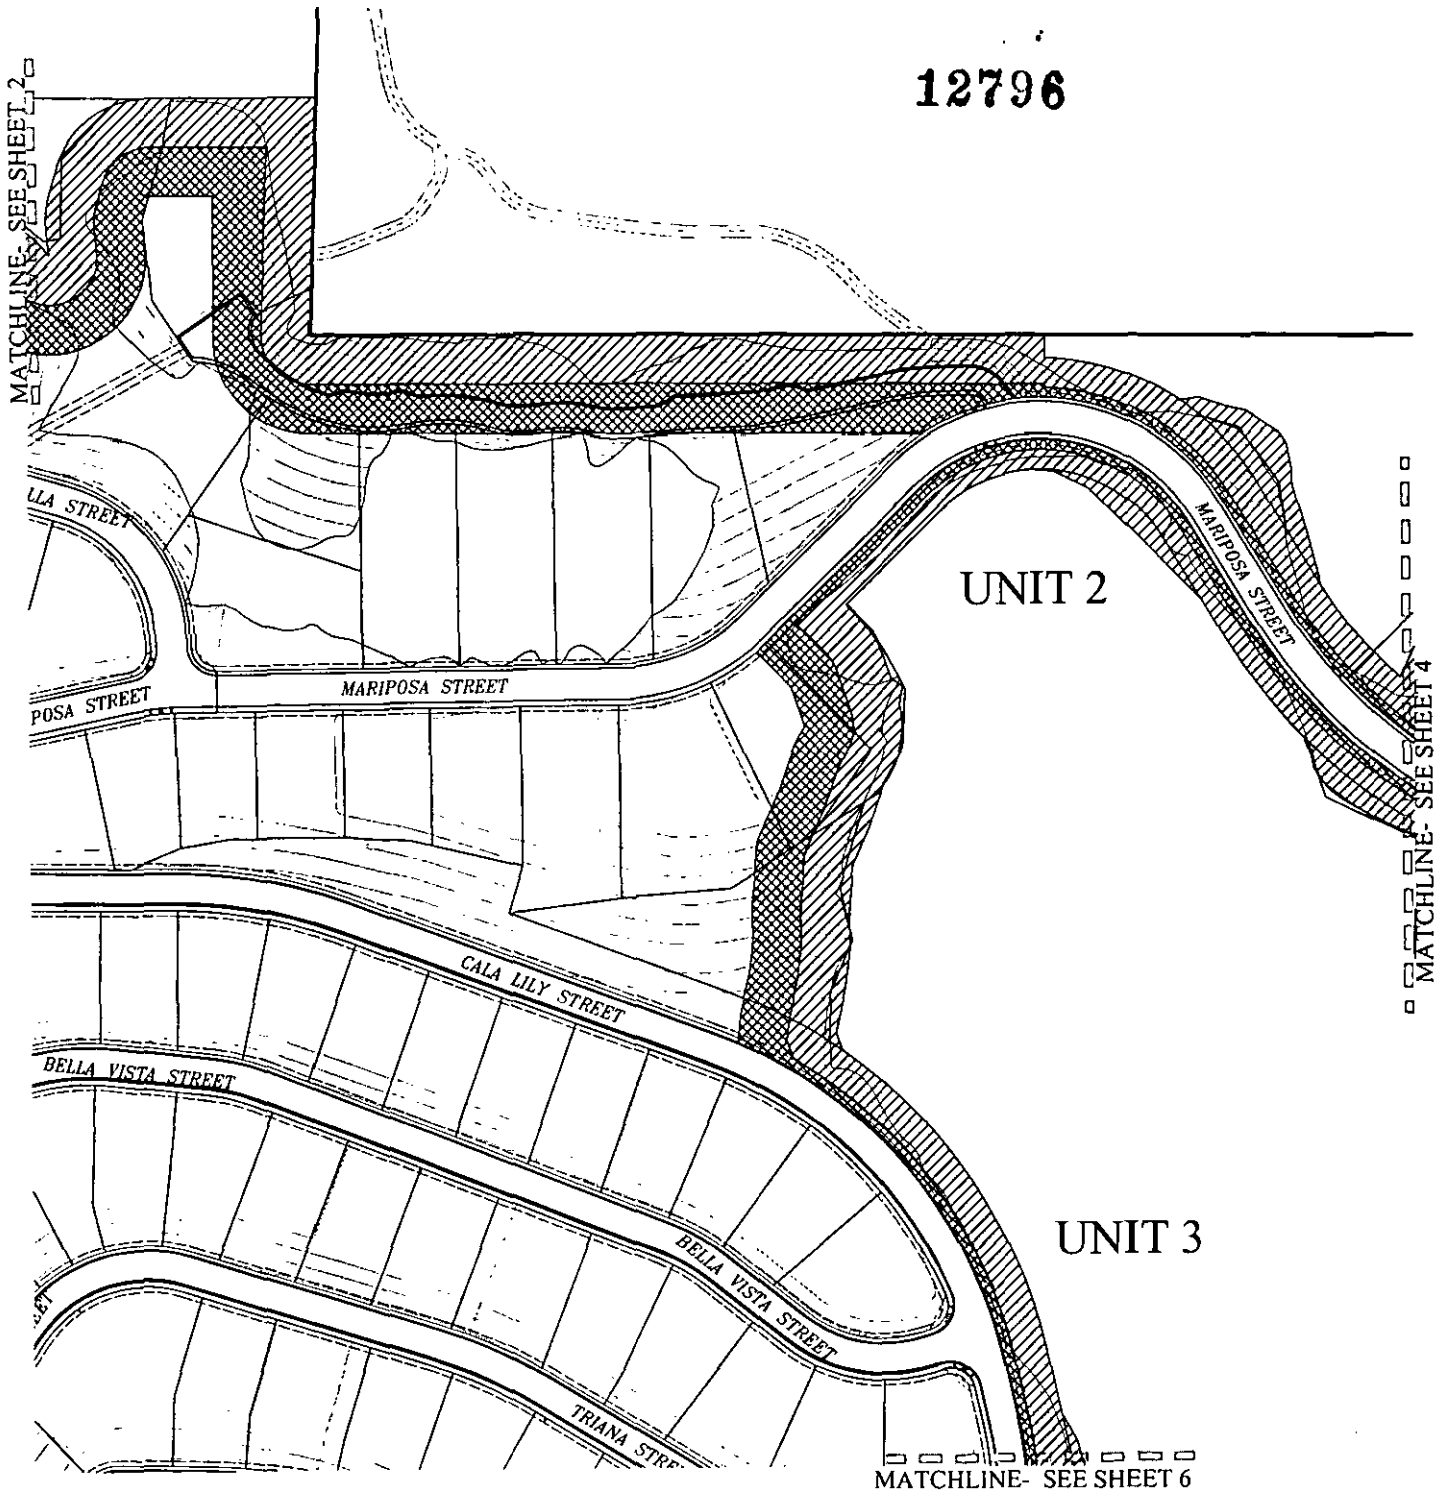 12796
MATCHLINE- SEE SHEET 2
LLA STREET
MARIPOSA STREET
UNIT 2
MARIPOSA STREET
POSA STREET
MATCHLINE- SEE SHEET 4
CALA LILY STREET
BELLA VISTA STREET
UNIT 3
BELLA VISTA STREET
EET
TRIANA STRE
MATCHLINE- SEE SHEET 6